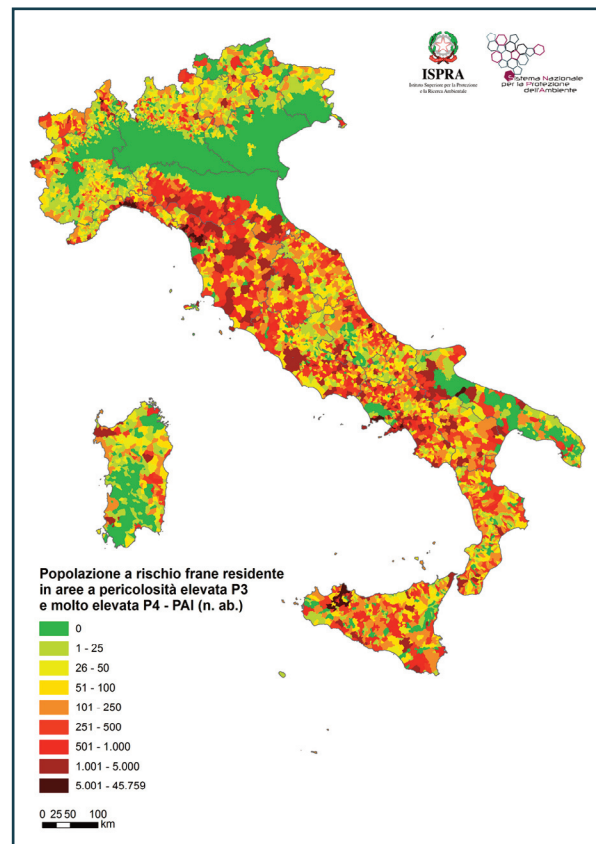 ISPRA
Istituto Superiore per la Protezione
e la Ricerca Ambientale
Sistema Nazionale
per la Protezione
dell'Ambiente
Popolazione a rischio frane residente
in aree a pericolosità elevata P3
e molto elevata P4 - PAI (n. ab.)
0
1 - 25
26 - 50
51 - 100
101 - 250
251 - 500
501 - 1.000
1.001 - 5.000
5.001 - 45.759
0 25 50 100
km